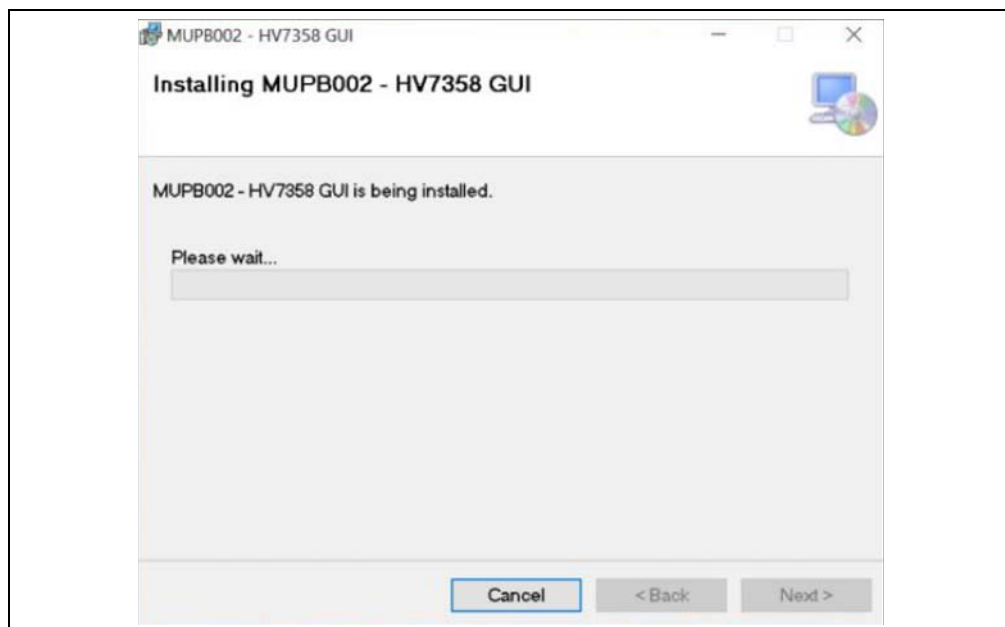 MUPB002 - HV7358 GUI
Installing MUPB002 - HV7358 GUI
MUPB002 - HV7358 GUI is being installed.
Please wait...
Cancel
< Back
Next >